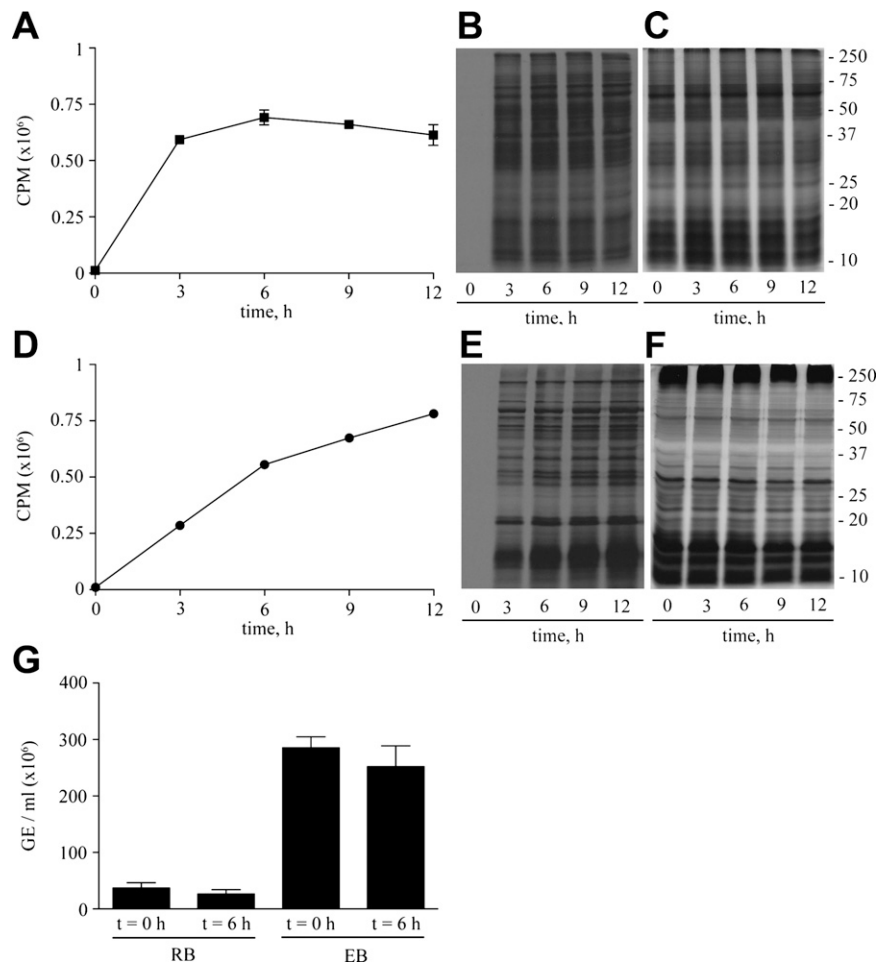 A
B
C
1
0.75
0.50
0.25
0
CPM (x10⁶)
0 3 6 9 12
time, h
0 3 6 9 12
time, h
0 3 6 9 12
time, h
- 250
- 75
- 50
- 37
- 25
- 20
- 10
D
E
F
1
0.75
0.50
0.25
0
CPM (x10⁶)
0 3 6 9 12
time, h
0 3 6 9 12
time, h
0 3 6 9 12
time, h
- 250
- 75
- 50
- 37
- 25
- 20
- 10
G
400
300
200
100
0
GE / ml (x10⁶)
t = 0 h t = 6 h t = 0 h t = 6 h
RB EB